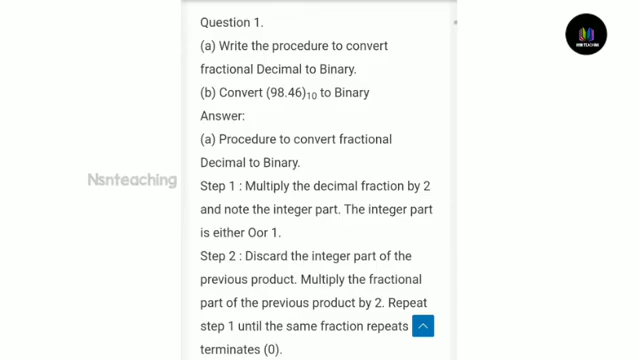 Question 1.
(a) Write the procedure to convert
fractional Decimal to Binary.
(b) Convert (98.46)₁₀ to Binary
Answer:
(a) Procedure to convert fractional
Decimal to Binary.
Nsnteaching
Step 1 : Multiply the decimal fraction by 2
and note the integer part. The integer part
is either Oor 1.
Step 2 : Discard the integer part of the
previous product. Multiply the fractional
part of the previous product by 2. Repeat
step 1 until the same fraction repeats
terminates (0).
NSN TEACHING